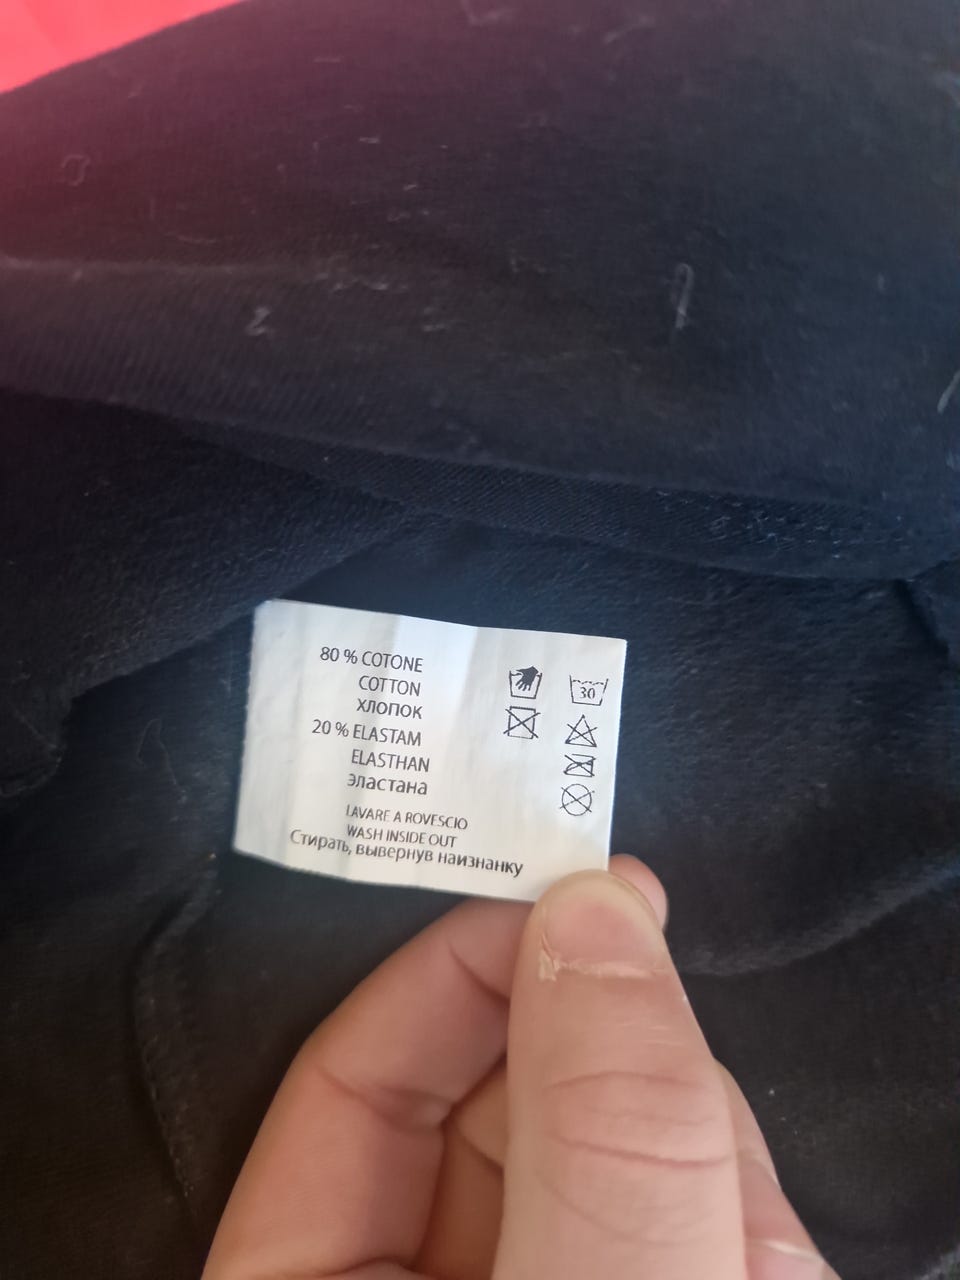 80 % COTONE
COTTON
ХЛОПОК
20 % ELASTAM
ELASTHAN
эластана
LAVARE A ROVESCIO
WASH INSIDE OUT
Стирать, вывернув наизнанку
30